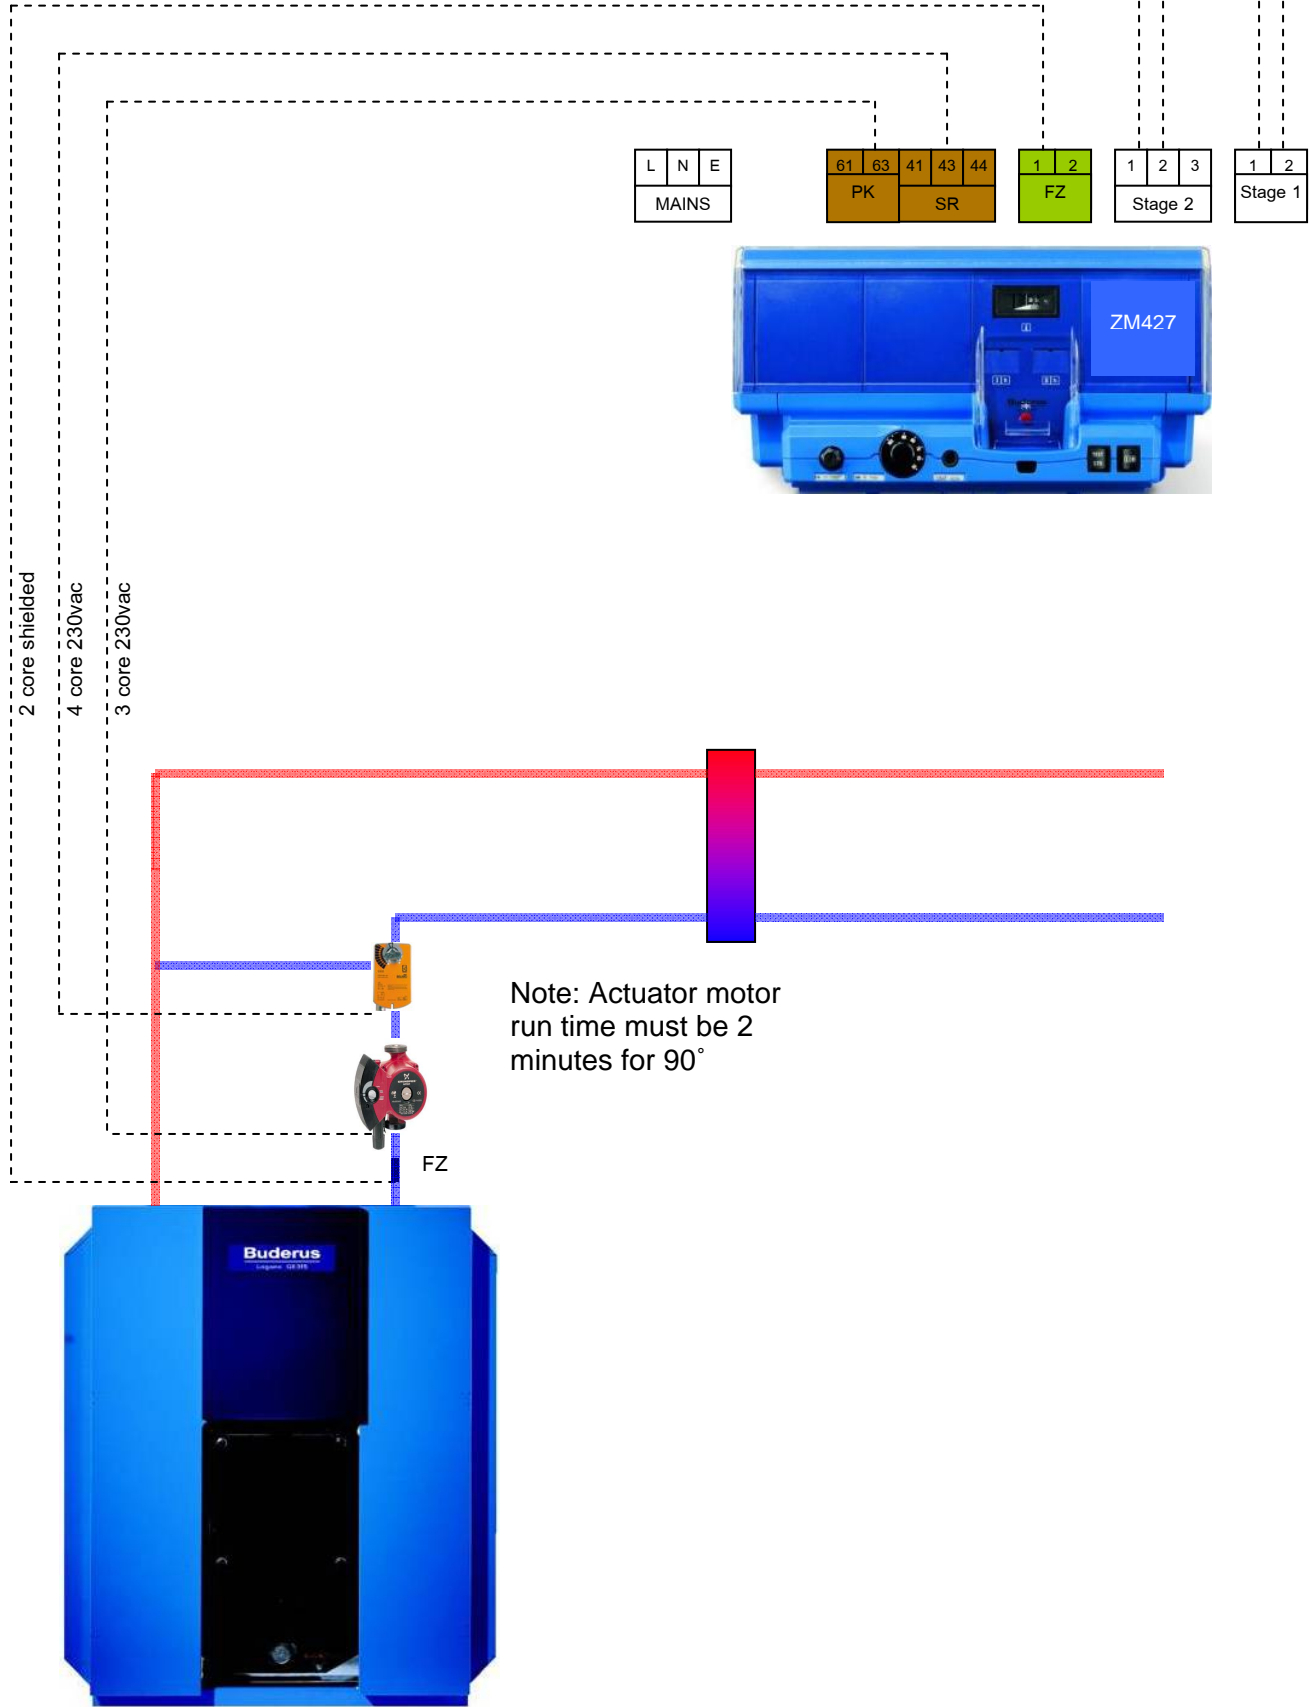 L N E
MAINS
61 63 41 43 44
PK
SR
1 2
FZ
1 2 3
Stage 2
1 2
Stage 1
ZM427
Buderus
2 core shielded
4 core 230vac
3 core 230vac
Note: Actuator motor
run time must be 2
minutes for 90˚
FZ
Buderus